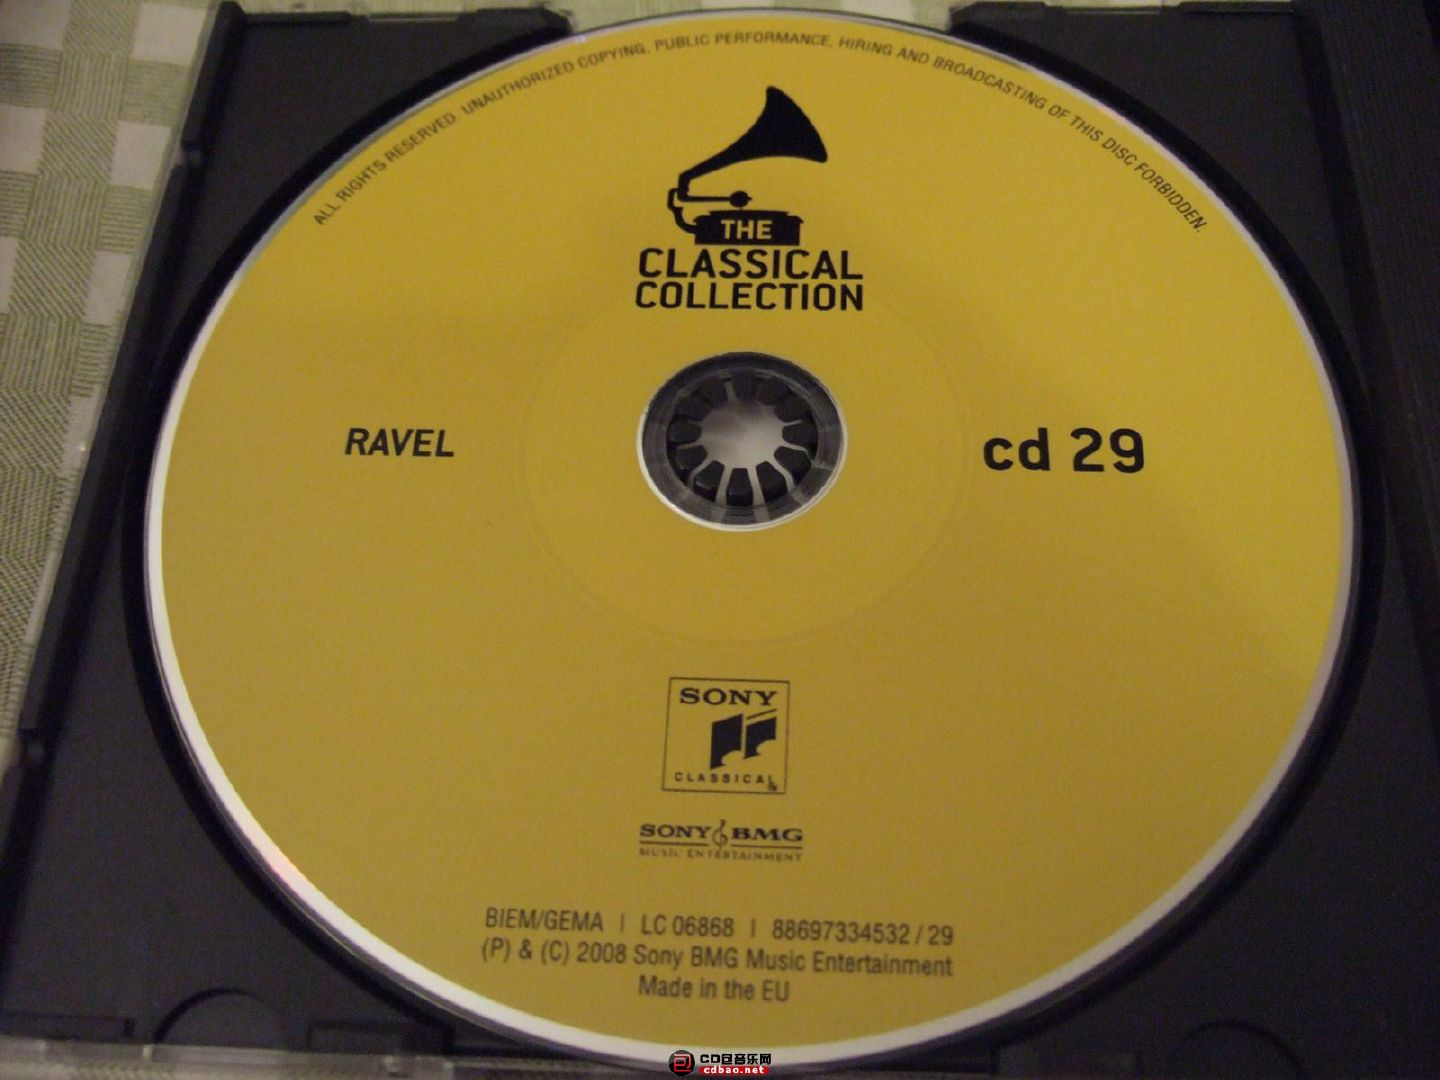 ALL RIGHTS RESERVED. UNAUTHORIZED COPYING, PUBLIC PERFORMANCE, HIRING AND BROADCASTING OF THIS DISC FORBIDDEN.
THE
CLASSICAL
COLLECTION
RAVEL
cd 29
SONY
CLASSICAL
SONY BMG
MUSIC ENTERTAINMENT
BIEM/GEMA | LC 06868 | 88697334532 / 29
(P) & (C) 2008 Sony BMG Music Entertainment
Made in the EU
CD包音乐网
cdbao.net